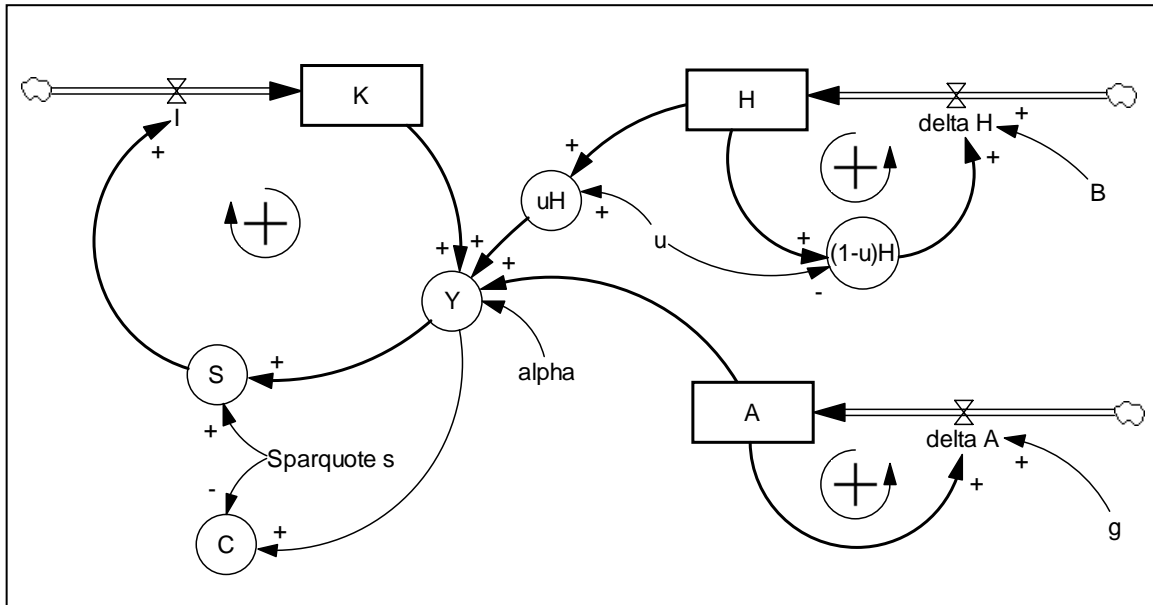 K
H
I
delta H
+
+
+
+
B
uH
+
+
u
(1-u)H
+
-
+
+
+
+
Y
S
+
alpha
A
+
Sparquote s
-
delta A
+
+
+
+
C
+
g